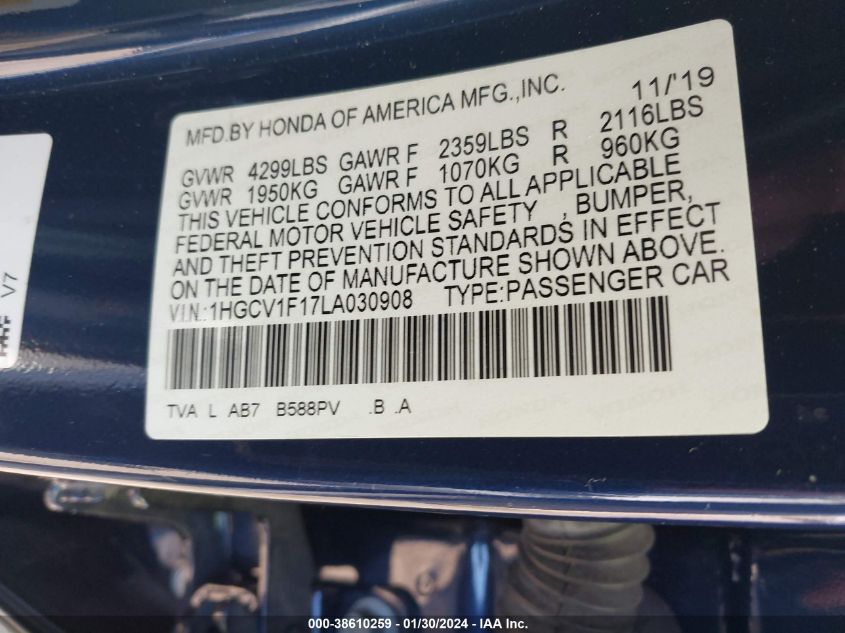 MFD.BY HONDA OF AMERICA MFG.,INC. 11/'19
GVWR 4299LBS GAWR F 2359LBS R 2116LBS
GVWR 1950KG GAWR F 1070KG R 960KG
THIS VEHICLE CONFORMS TO ALL APPLICABLE
FEDERAL MOTOR VEHICLE SAFETY , BUMPER,
AND THEFT PREVENTION STANDARDS IN EFFECT
ON THE DATE OF MANUFACTURE SHOWN ABOVE.
V.I.N.:1HGCV1F17LA030908 TYPE:PASSENGER CAR
TVA L AB7 B588PV .B .A
V7
000-38610259 - 01/30/2024 - IAA Inc.